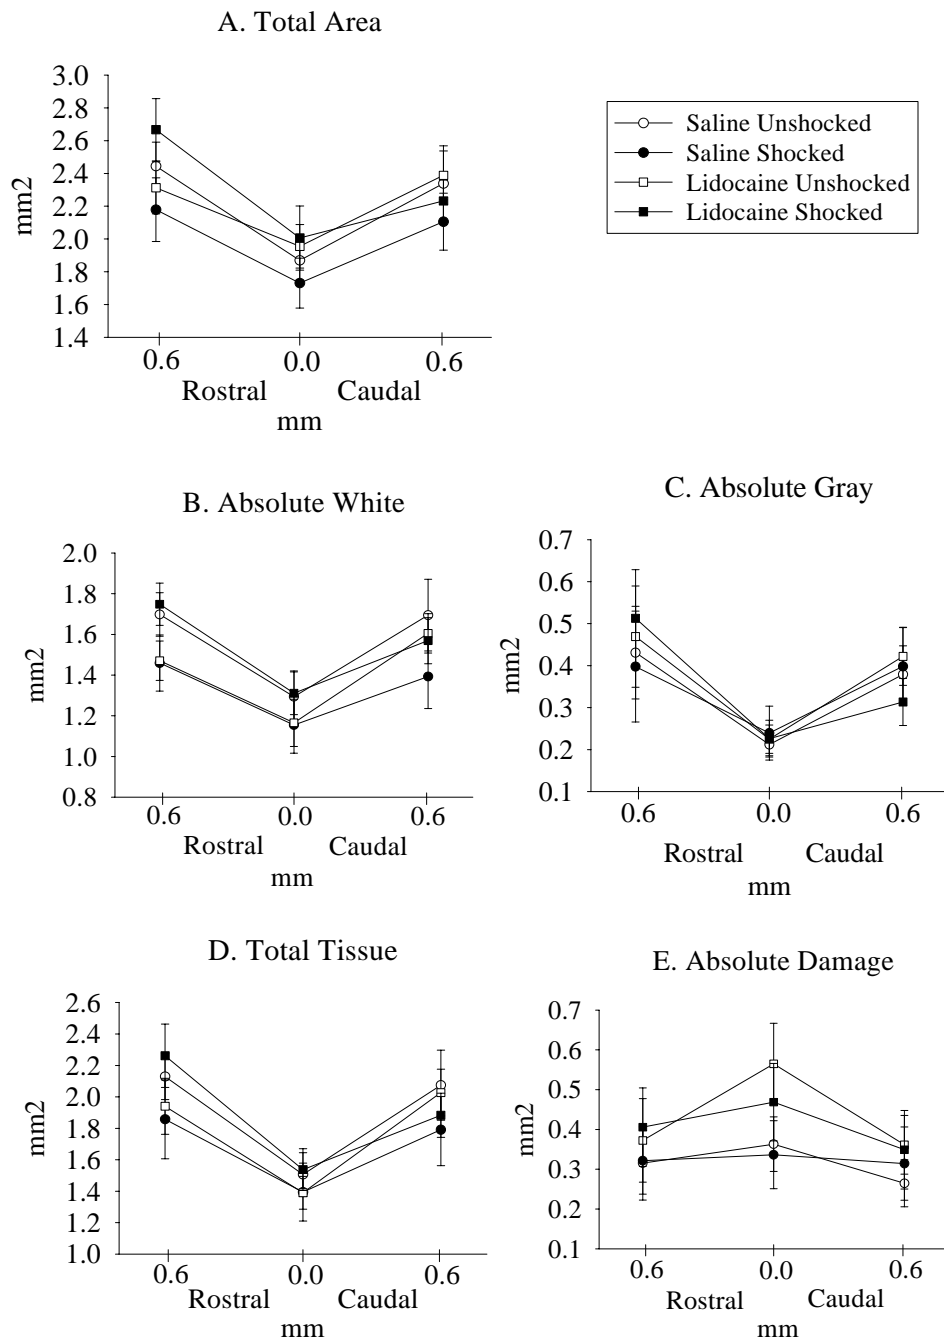 A. Total Area
3.0
2.8
2.6
2.4
2.2
2.0
1.8
1.6
1.4
mm2
0.6 0.0 0.6
Rostral Caudal
mm
Saline Unshocked
Saline Shocked
Lidocaine Unshocked
Lidocaine Shocked
B. Absolute White
2.0
1.8
1.6
1.4
1.2
1.0
0.8
mm2
0.6 0.0 0.6
Rostral Caudal
mm
C. Absolute Gray
0.7
0.6
0.5
0.4
0.3
0.2
0.1
mm2
0.6 0.0 0.6
Rostral Caudal
mm
D. Total Tissue
2.6
2.4
2.2
2.0
1.8
1.6
1.4
1.2
1.0
mm2
0.6 0.0 0.6
Rostral Caudal
mm
E. Absolute Damage
0.7
0.6
0.5
0.4
0.3
0.2
0.1
mm2
0.6 0.0 0.6
Rostral Caudal
mm